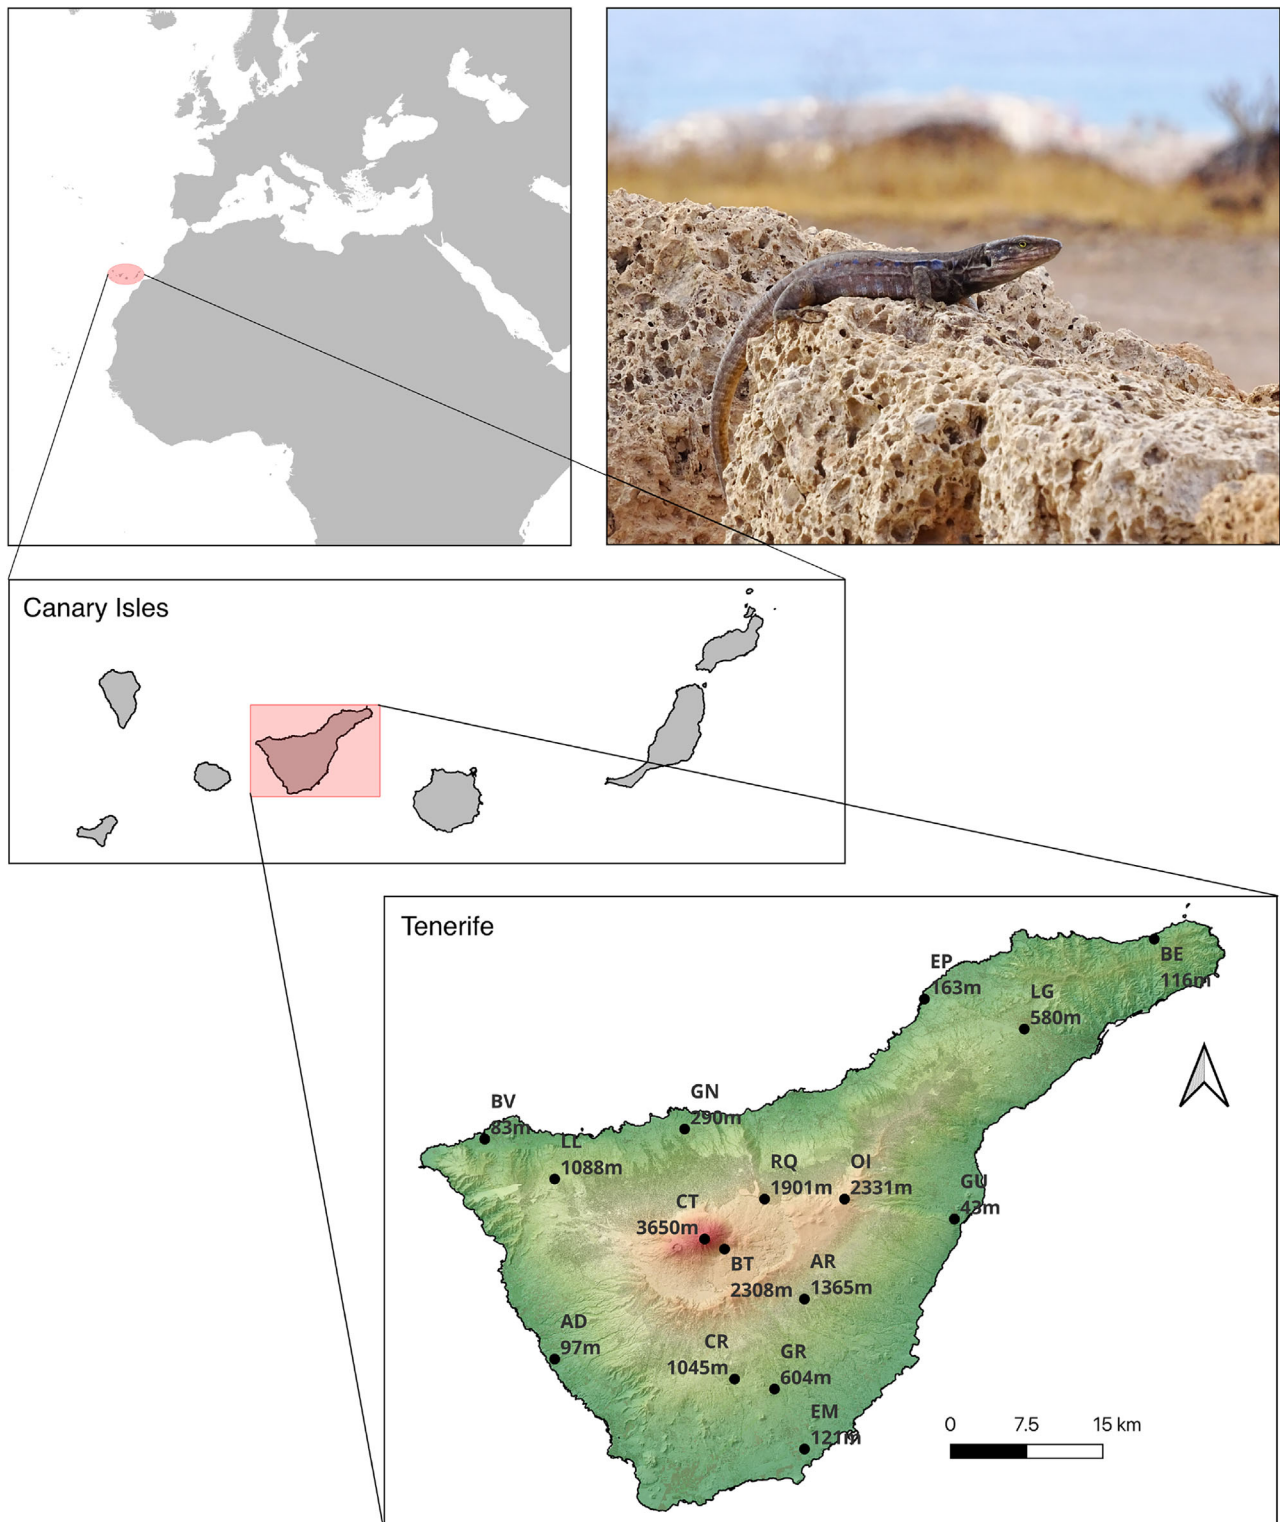 Canary Isles
Tenerife
EP
163m
BE
116m
LG
580m
BV
83m
GN
290m
LL
1088m
RQ
1901m
OI
2331m
GU
43m
CT
3650m
BT
2308m
AR
1365m
AD
97m
CR
1045m
GR
604m
EM
121m
0 7.5 15 km